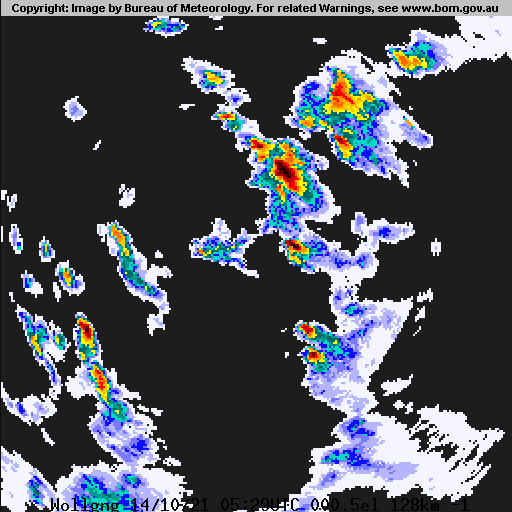 Copyright: Image by Bureau of Meteorology. For related Warnings, see www.bom.gov.au
Wollgng 14/10/21 05:29UTC 000.5el 128km -1